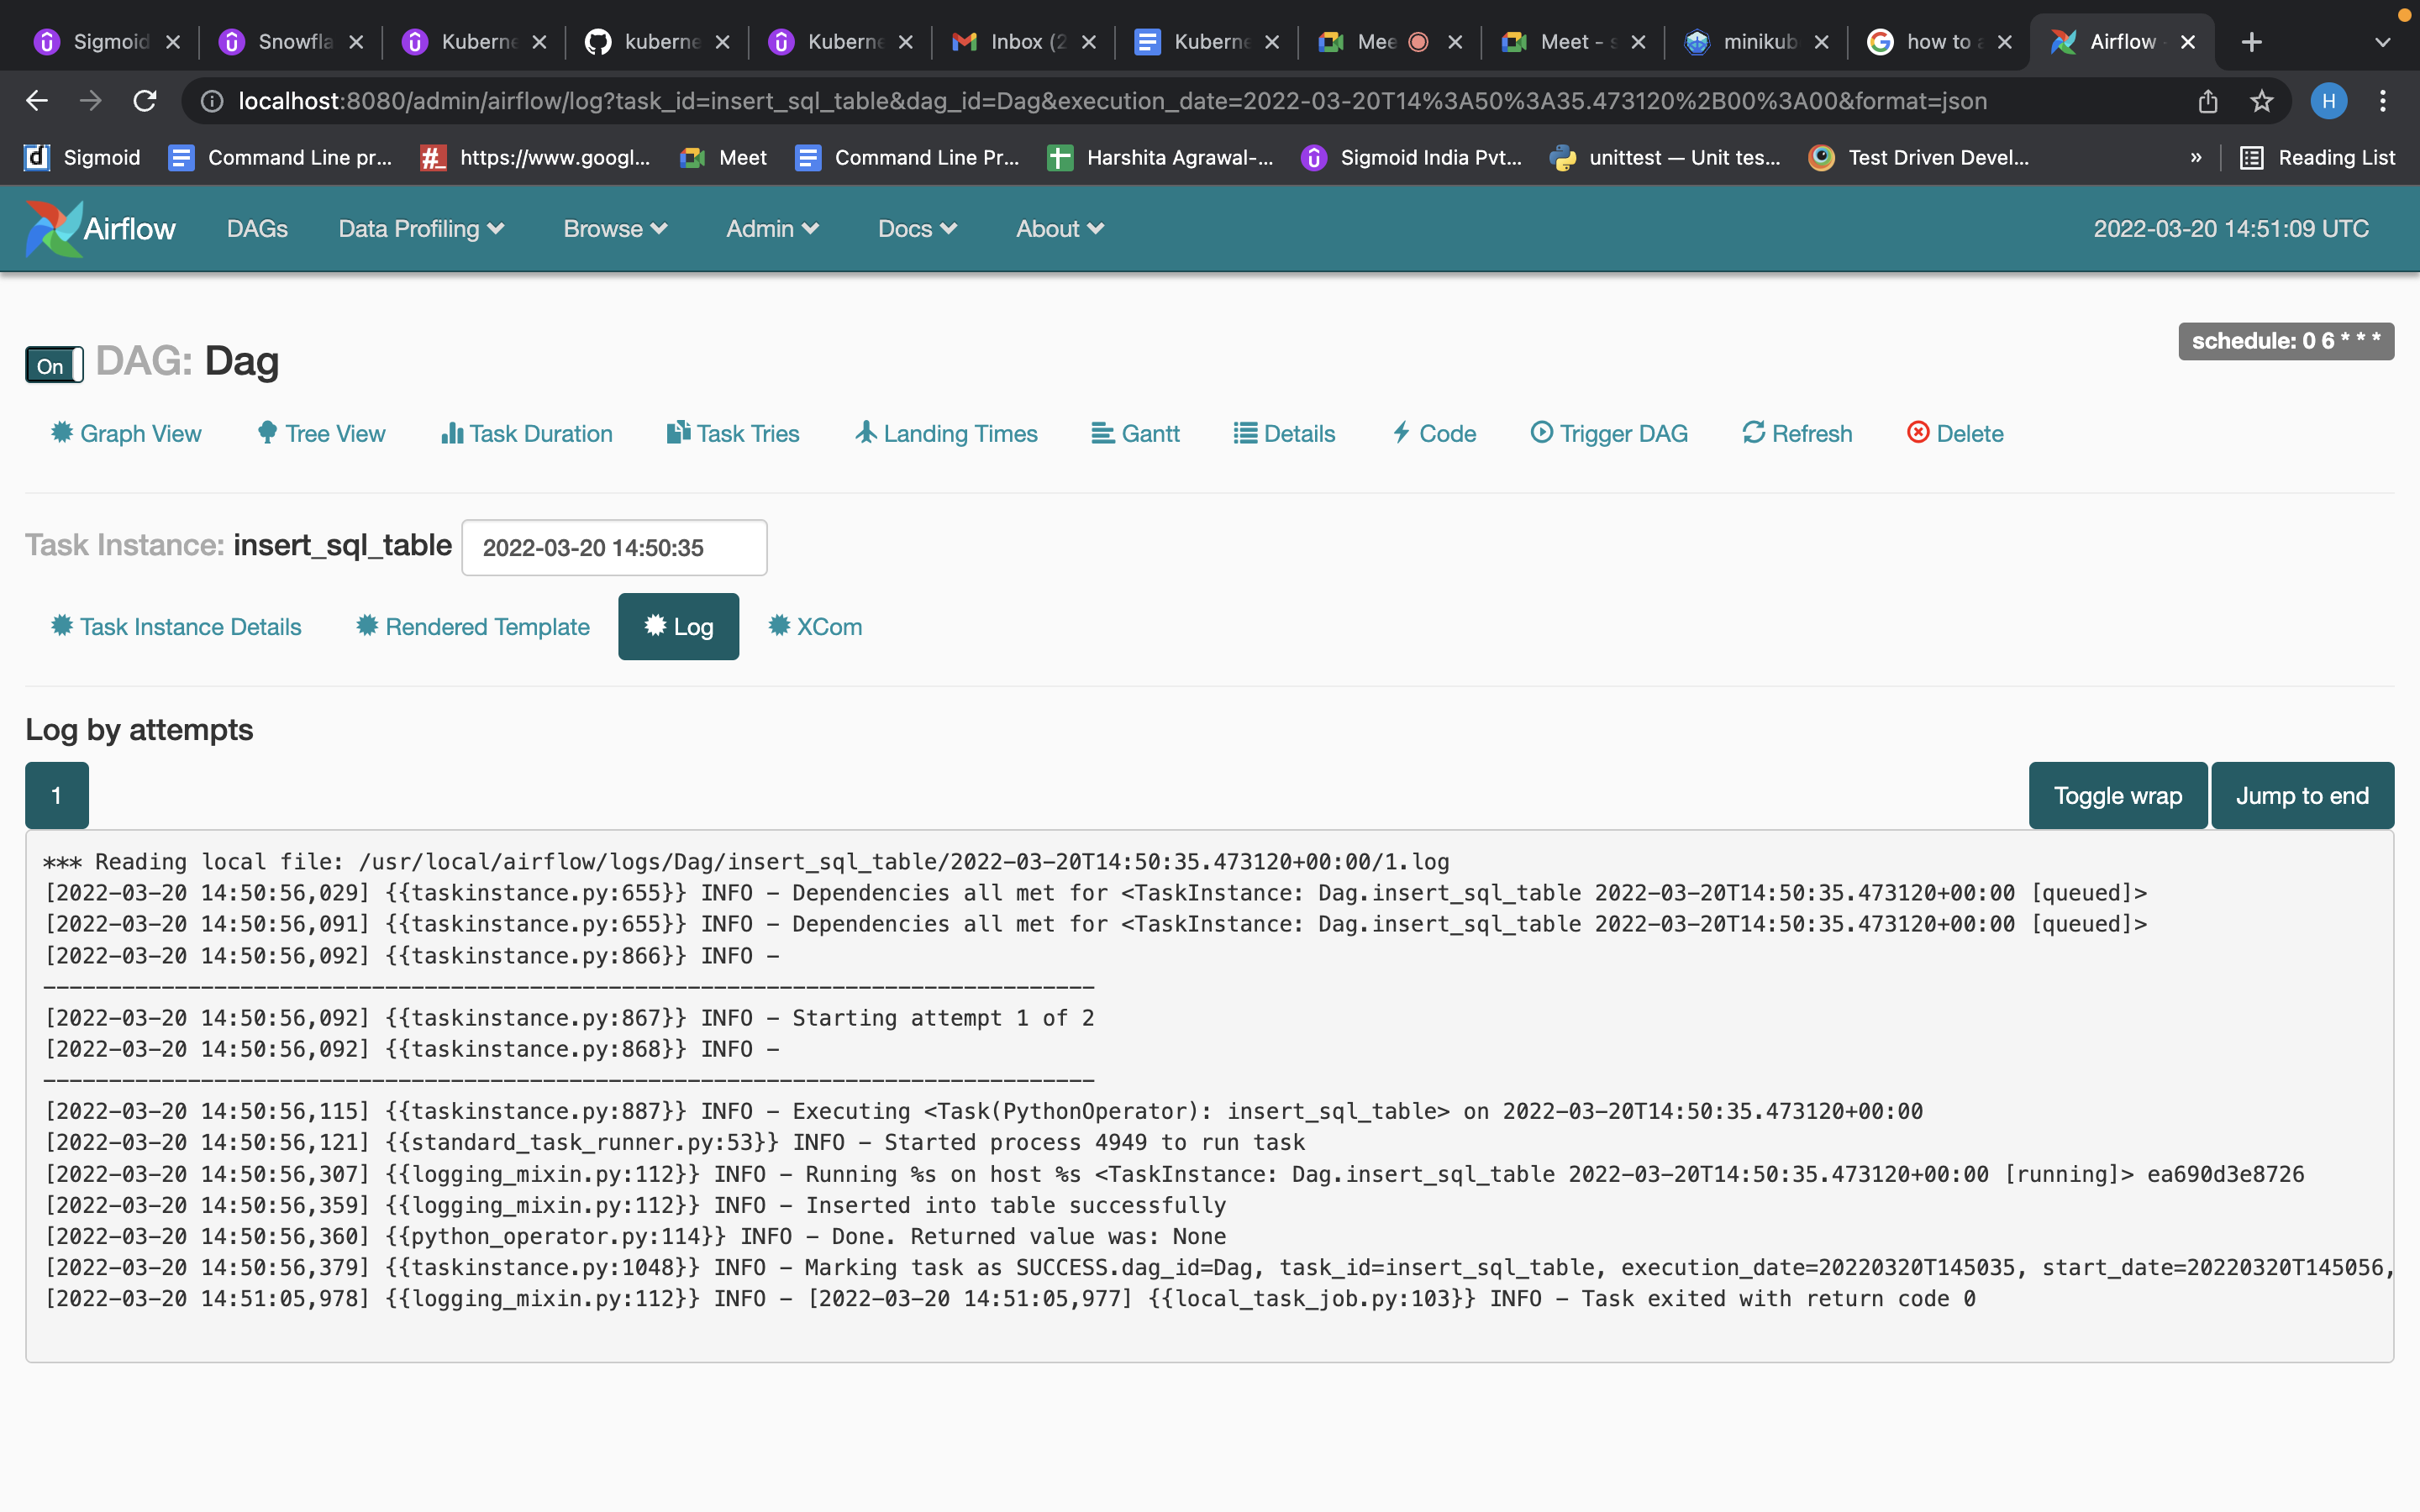 Sigmoid Snowfla Kuberne kuberne Kuberne Inbox (2 Kuberne Mee Meet - s minikub how to a Airflow -
localhost:8080/admin/airflow/log?task_id=insert_sql_table&dag_id=Dag&execution_date=2022-03-20T14%3A50%3A35.473120%2B00%3A00&format=json H
Sigmoid Command Line pr... https://www.googl... Meet Command Line Pr... Harshita Agrawal-... Sigmoid India Pvt... unittest — Unit tes... Test Driven Devel... » Reading List
Airflow DAGs Data Profiling Browse Admin Docs About 2022-03-20 14:51:09 UTC
schedule: 0 6 * * *
On DAG: Dag
Graph View Tree View Task Duration Task Tries Landing Times Gantt Details Code Trigger DAG Refresh Delete
Task Instance: insert_sql_table 2022-03-20 14:50:35
Task Instance Details Rendered Template Log XCom
Log by attempts
1 Toggle wrap Jump to end
*** Reading local file: /usr/local/airflow/logs/Dag/insert_sql_table/2022-03-20T14:50:35.473120+00:00/1.log
[2022-03-20 14:50:56,029] {{taskinstance.py:655}} INFO - Dependencies all met for <TaskInstance: Dag.insert_sql_table 2022-03-20T14:50:35.473120+00:00 [queued]>
[2022-03-20 14:50:56,091] {{taskinstance.py:655}} INFO - Dependencies all met for <TaskInstance: Dag.insert_sql_table 2022-03-20T14:50:35.473120+00:00 [queued]>
[2022-03-20 14:50:56,092] {{taskinstance.py:866}} INFO -
--------------------------------------------------------------------------------
[2022-03-20 14:50:56,092] {{taskinstance.py:867}} INFO - Starting attempt 1 of 2
[2022-03-20 14:50:56,092] {{taskinstance.py:868}} INFO -
--------------------------------------------------------------------------------
[2022-03-20 14:50:56,115] {{taskinstance.py:887}} INFO - Executing <Task(PythonOperator): insert_sql_table> on 2022-03-20T14:50:35.473120+00:00
[2022-03-20 14:50:56,121] {{standard_task_runner.py:53}} INFO - Started process 4949 to run task
[2022-03-20 14:50:56,307] {{logging_mixin.py:112}} INFO - Running %s on host %s <TaskInstance: Dag.insert_sql_table 2022-03-20T14:50:35.473120+00:00 [running]> ea690d3e8726
[2022-03-20 14:50:56,359] {{logging_mixin.py:112}} INFO - Inserted into table successfully
[2022-03-20 14:50:56,360] {{python_operator.py:114}} INFO - Done. Returned value was: None
[2022-03-20 14:50:56,379] {{taskinstance.py:1048}} INFO - Marking task as SUCCESS.dag_id=Dag, task_id=insert_sql_table, execution_date=20220320T145035, start_date=20220320T145056,
[2022-03-20 14:51:05,978] {{logging_mixin.py:112}} INFO - [2022-03-20 14:51:05,977] {{local_task_job.py:103}} INFO - Task exited with return code 0